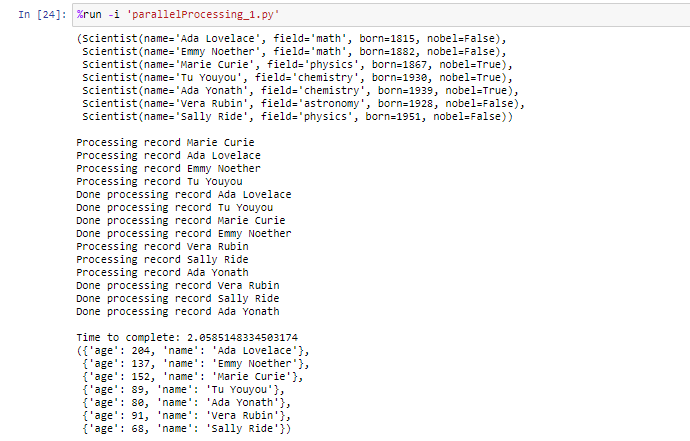 In [24]: %run -i 'parallelProcessing_1.py'
(Scientist(name='Ada Lovelace', field='math', born=1815, nobel=False),
 Scientist(name='Emmy Noether', field='math', born=1882, nobel=False),
 Scientist(name='Marie Curie', field='physics', born=1867, nobel=True),
 Scientist(name='Tu Youyou', field='chemistry', born=1930, nobel=True),
 Scientist(name='Ada Yonath', field='chemistry', born=1939, nobel=True),
 Scientist(name='Vera Rubin', field='astronomy', born=1928, nobel=False),
 Scientist(name='Sally Ride', field='physics', born=1951, nobel=False))
Processing record Marie Curie
Processing record Ada Lovelace
Processing record Emmy Noether
Processing record Tu Youyou
Done processing record Ada Lovelace
Done processing record Tu Youyou
Done processing record Marie Curie
Done processing record Emmy Noether
Processing record Vera Rubin
Processing record Sally Ride
Processing record Ada Yonath
Done processing record Vera Rubin
Done processing record Sally Ride
Done processing record Ada Yonath
Time to complete: 2.0585148334503174
({'age': 204, 'name': 'Ada Lovelace'},
 {'age': 137, 'name': 'Emmy Noether'},
 {'age': 152, 'name': 'Marie Curie'},
 {'age': 89, 'name': 'Tu Youyou'},
 {'age': 80, 'name': 'Ada Yonath'},
 {'age': 91, 'name': 'Vera Rubin'},
 {'age': 68, 'name': 'Sally Ride'})